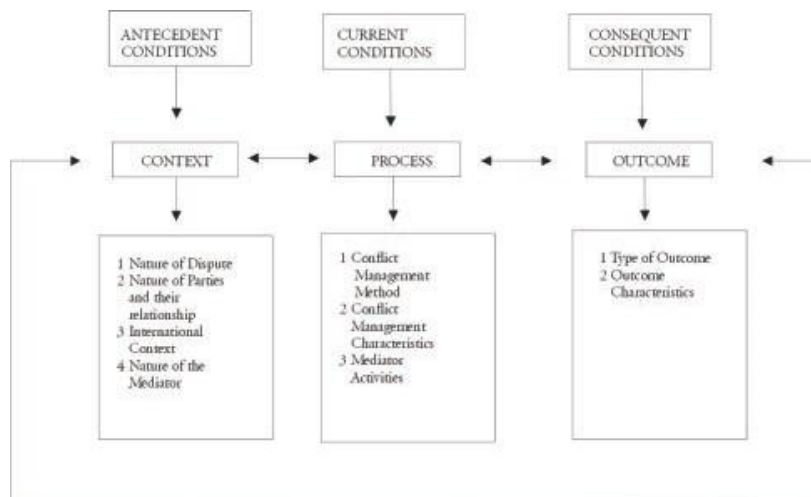 ANTECEDENT
CONDITIONS
CURRENT
CONDITIONS
CONSEQUENT
CONDITIONS
CONTEXT
PROCESS
OUTCOME
1 Nature of Dispute
2 Nature of Parties
and their
relationship
3 International
Context
4 Nature of the
Mediator
1 Conflict
Management
Method
2 Conflict
Management
Characteristics
3 Mediator
Activities
1 Type of Outcome
2 Outcome
Characteristics